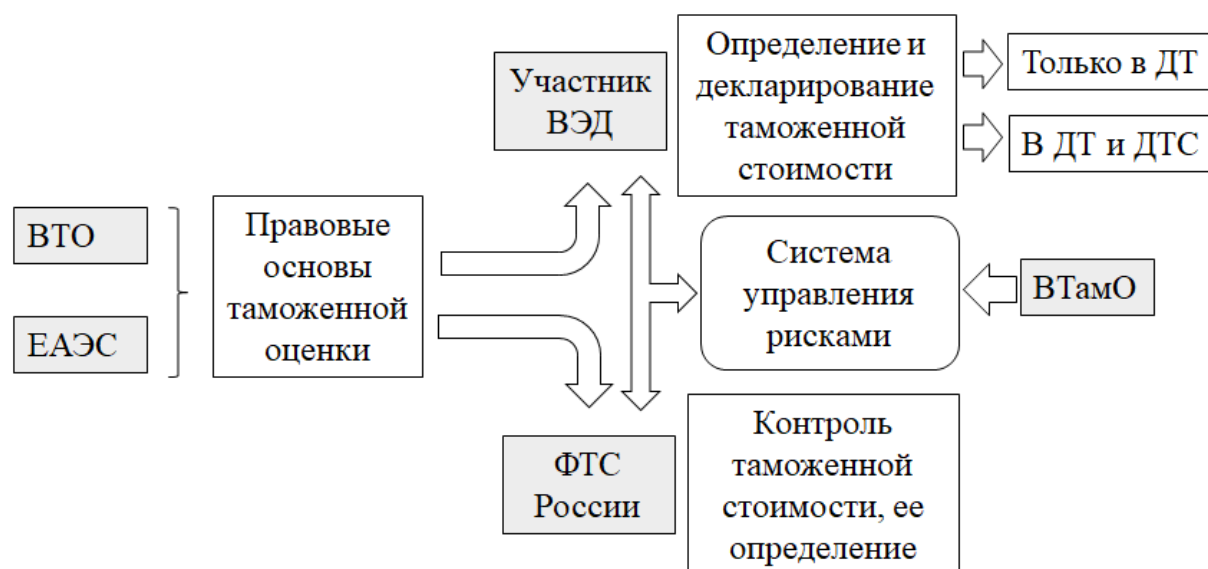 ВТО
ЕАЭС
Правовые
основы
таможенной
оценки
Участник
ВЭД
Определение и
декларирование
таможенной
стоимости
Только в ДТ
В ДТ и ДТС
Система
управления
рисками
ВТамО
ФТС
России
Контроль
таможенной
стоимости, ее
определение